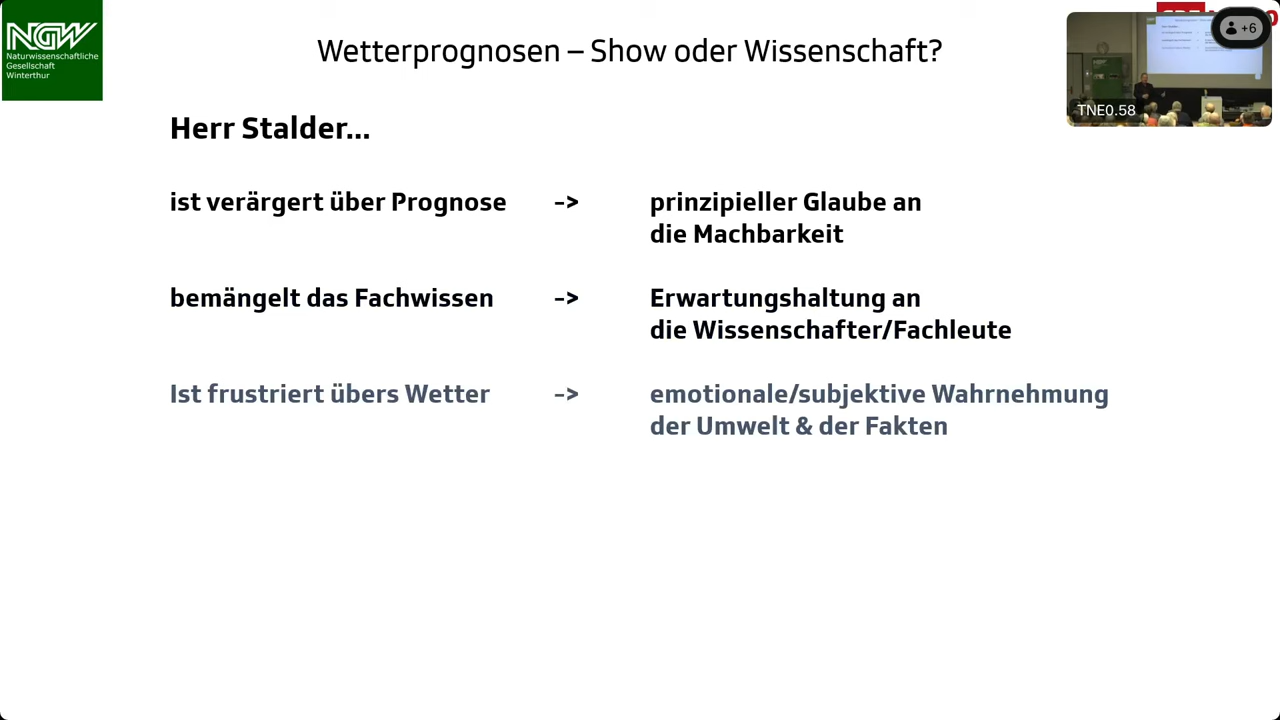 NGW
Naturwissenschaftliche
Gesellschaft
Winterthur
Wetterprognosen – Show oder Wissenschaft?
+6
TNE0.58
Herr Stalder...
ist verärgert über Prognose -> prinzipieller Glaube an
die Machbarkeit
bemängelt das Fachwissen -> Erwartungshaltung an
die Wissenschafter/Fachleute
Ist frustriert übers Wetter -> emotionale/subjektive Wahrnehmung
der Umwelt & der Fakten